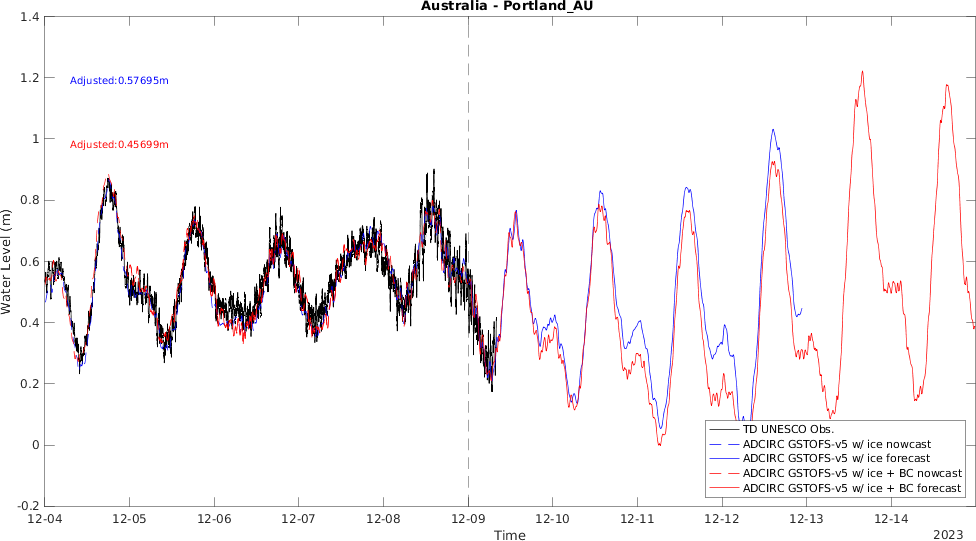 Australia - Portland_AU
1.4
1.2
1
0.8
0.6
0.4
0.2
0
-0.2
Water Level (m)
Adjusted:0.57695m
Adjusted:0.45699m
TD UNESCO Obs.
ADCIRC GSTOFS-v5 w/ ice nowcast
ADCIRC GSTOFS-v5 w/ ice forecast
ADCIRC GSTOFS-v5 w/ ice + BC nowcast
ADCIRC GSTOFS-v5 w/ ice + BC forecast
12-04 12-05 12-06 12-07 12-08 12-09 12-10 12-11 12-12 12-13 12-14
Time
2023